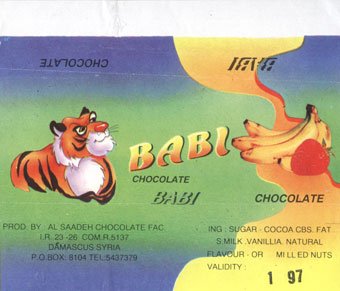 CHOCOLATE
BABI
BABI
CHOCOLATE
BABI
CHOCOLATE
PROD. BY: AL SAADEH CHOCOLATE FAC.
I.R. 23-26 COM.R.5137
DAMASCUS SYRIA
P.O.BOX: 8104 TEL:5437379
ING : SUGAR - COCOA CBS. FAT
S.MILK .VANILLIA. NATURAL
FLAVOUR - OR MILLED NUTS
VALIDITY :
1 97